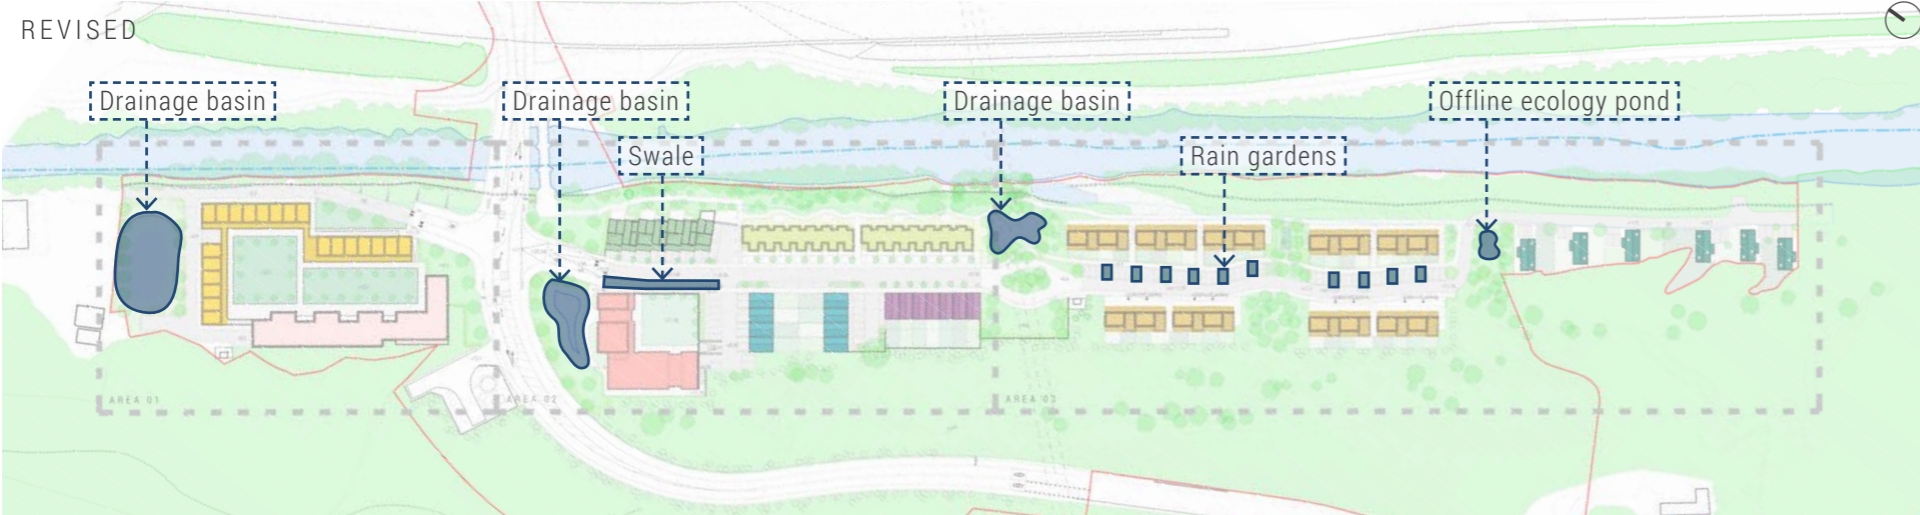 REVISED
Drainage basin
Drainage basin
Drainage basin
Offline ecology pond
Swale
Rain gardens
AREA 01
AREA 02
AREA 03